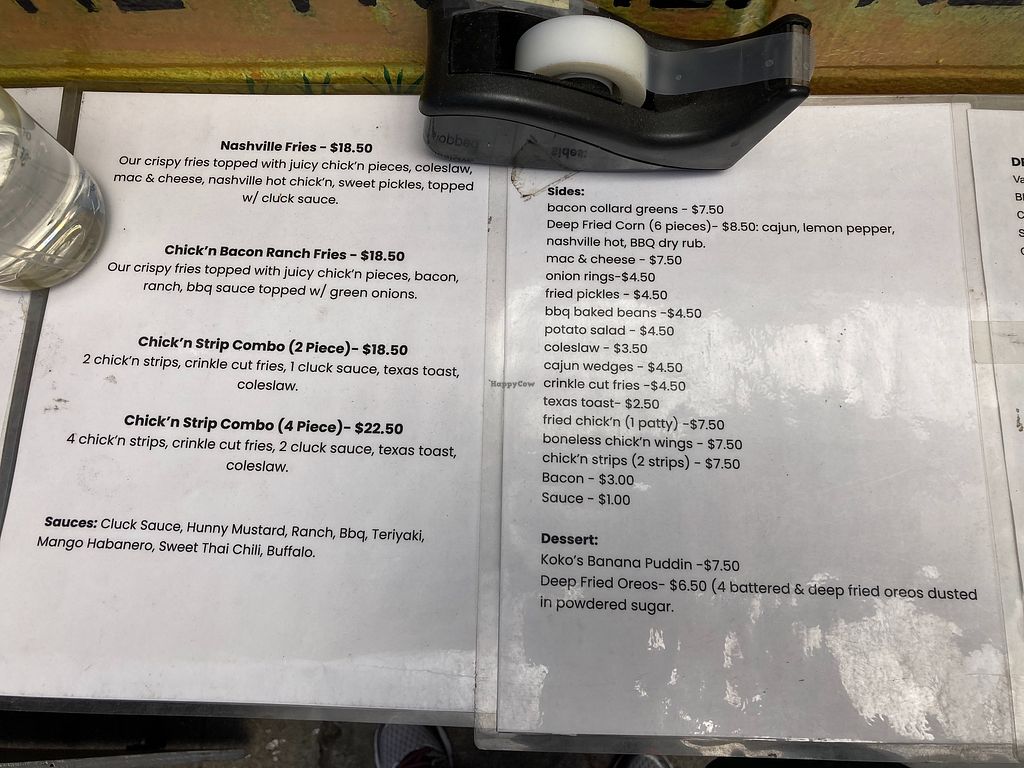 Nashville Fries - $18.50
Our crispy fries topped with juicy chick'n pieces, coleslaw,
mac & cheese, nashville hot chick'n, sweet pickles, topped
w/ cluck sauce.
Chick'n Bacon Ranch Fries - $18.50
Our crispy fries topped with juicy chick'n pieces, bacon,
ranch, bbq sauce topped w/ green onions.
Chick'n Strip Combo (2 Piece)- $18.50
2 chick'n strips, crinkle cut fries, 1 cluck sauce, texas toast,
coleslaw.
Chick'n Strip Combo (4 Piece)- $22.50
4 chick'n strips, crinkle cut fries, 2 cluck sauce, texas toast,
coleslaw.
Sauces: Cluck Sauce, Hunny Mustard, Ranch, Bbq, Teriyaki,
Mango Habanero, Sweet Thai Chili, Buffalo.
Sides:
bacon collard greens - $7.50
Deep Fried Corn (6 pieces)- $8.50: cajun, lemon pepper,
nashville hot, BBQ dry rub.
mac & cheese - $7.50
onion rings-$4.50
fried pickles - $4.50
bbq baked beans -$4.50
potato salad - $4.50
coleslaw - $3.50
cajun wedges - $4.50
crinkle cut fries -$4.50
texas toast- $2.50
fried chick'n (1 patty) -$7.50
boneless chick'n wings - $7.50
chick'n strips (2 strips) - $7.50
Bacon - $3.00
Sauce - $1.00
Dessert:
Koko's Banana Puddin -$7.50
Deep Fried Oreos- $6.50 (4 battered & deep fried oreos dusted
in powdered sugar.
HappyCow